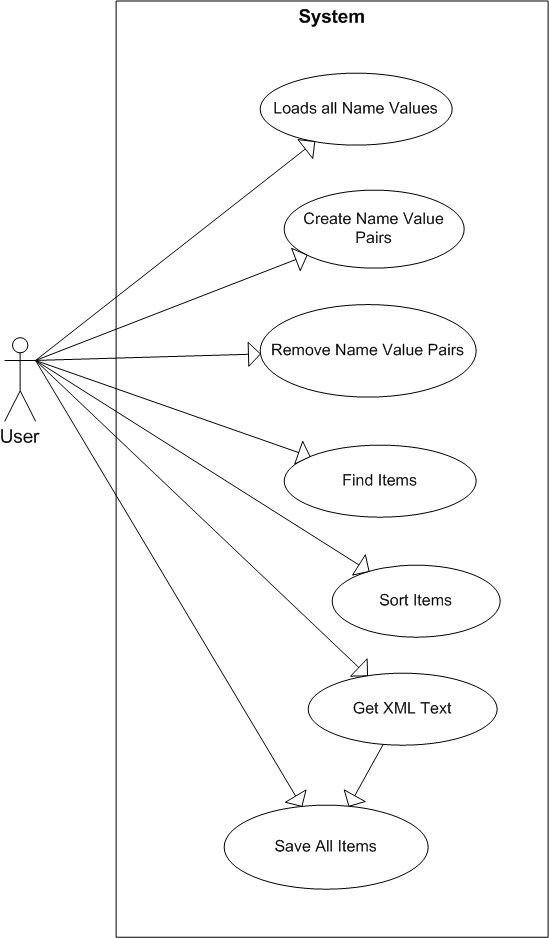 System
Loads all Name Values
Create Name Value
Pairs
Remove Name Value Pairs
User
Find Items
Sort Items
Get XML Text
Save All Items